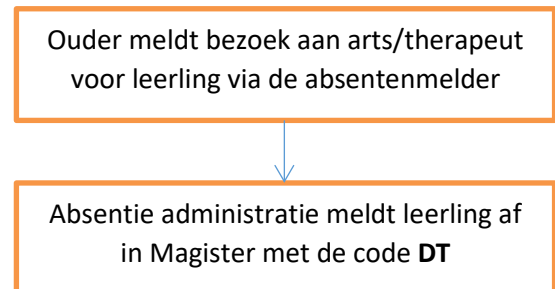 Ouder meldt bezoek aan arts/therapeut
voor leerling via de absentenmelder
Absentie administratie meldt leerling af
in Magister met de code DT